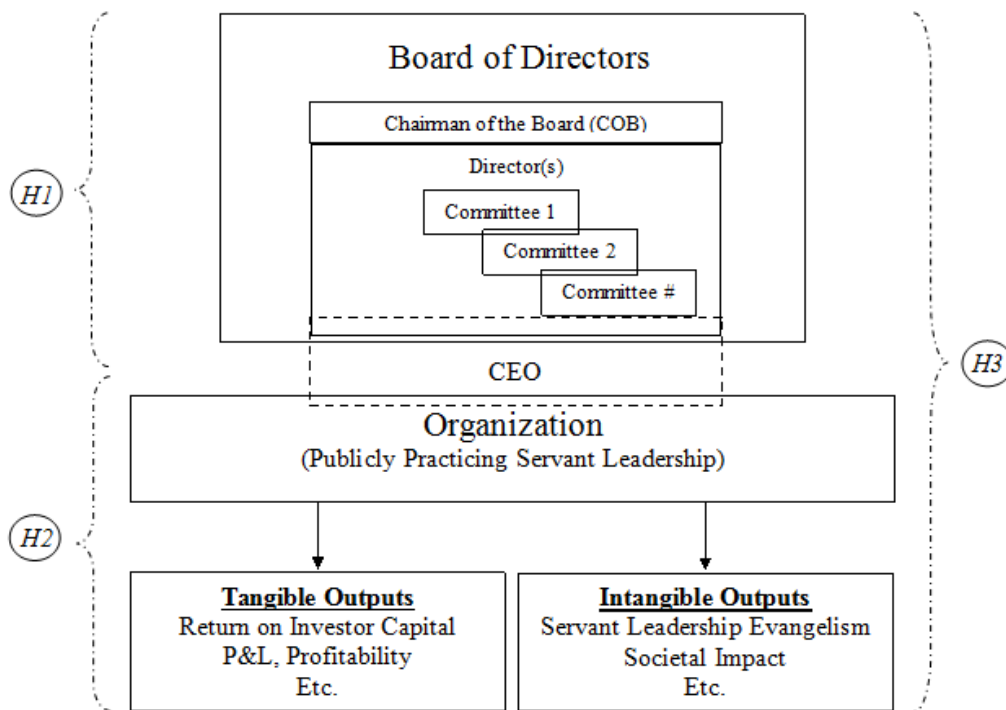 Board of Directors
Chairman of the Board (COB)
Director(s)
H1
Committee 1
Committee 2
Committee #
CEO
H3
Organization
(Publicly Practicing Servant Leadership)
H2
Tangible Outputs
Return on Investor Capital
P&L, Profitability
Etc.
Intangible Outputs
Servant Leadership Evangelism
Societal Impact
Etc.